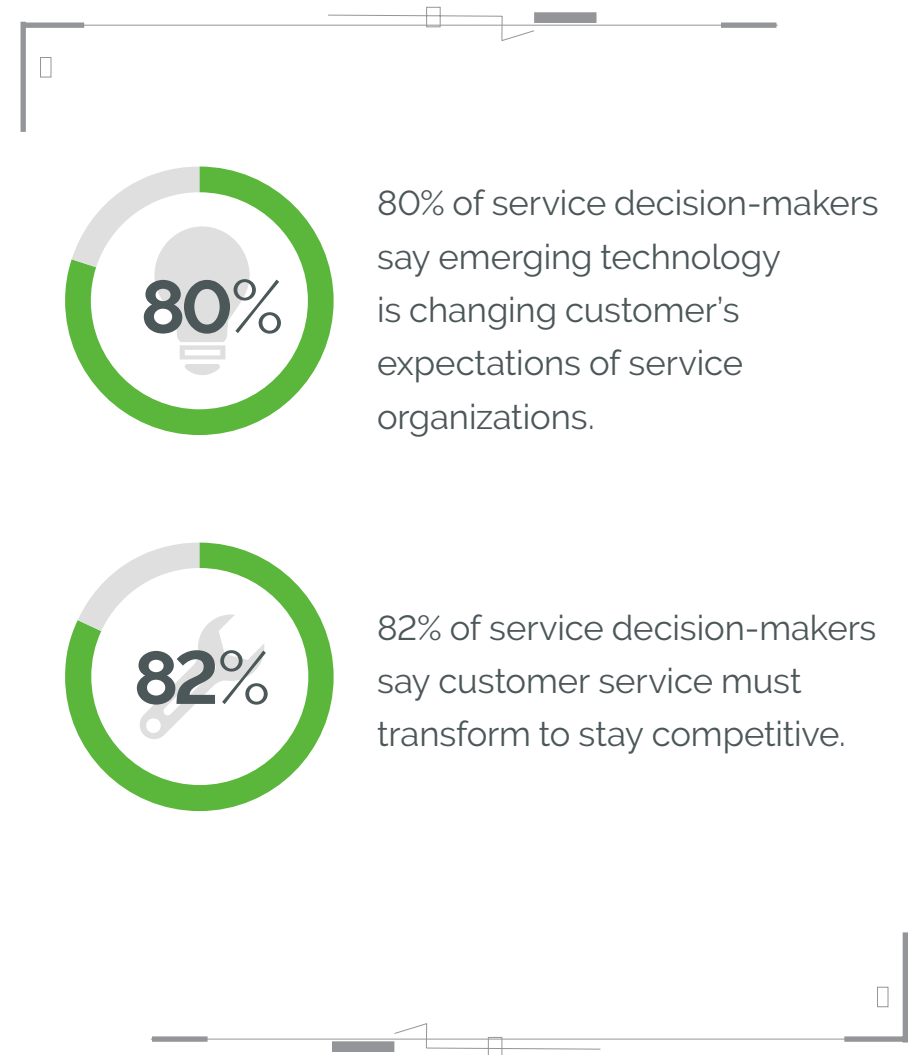 80%
80% of service decision-makers
say emerging technology
is changing customer’s
expectations of service
organizations.
82%
82% of service decision-makers
say customer service must
transform to stay competitive.